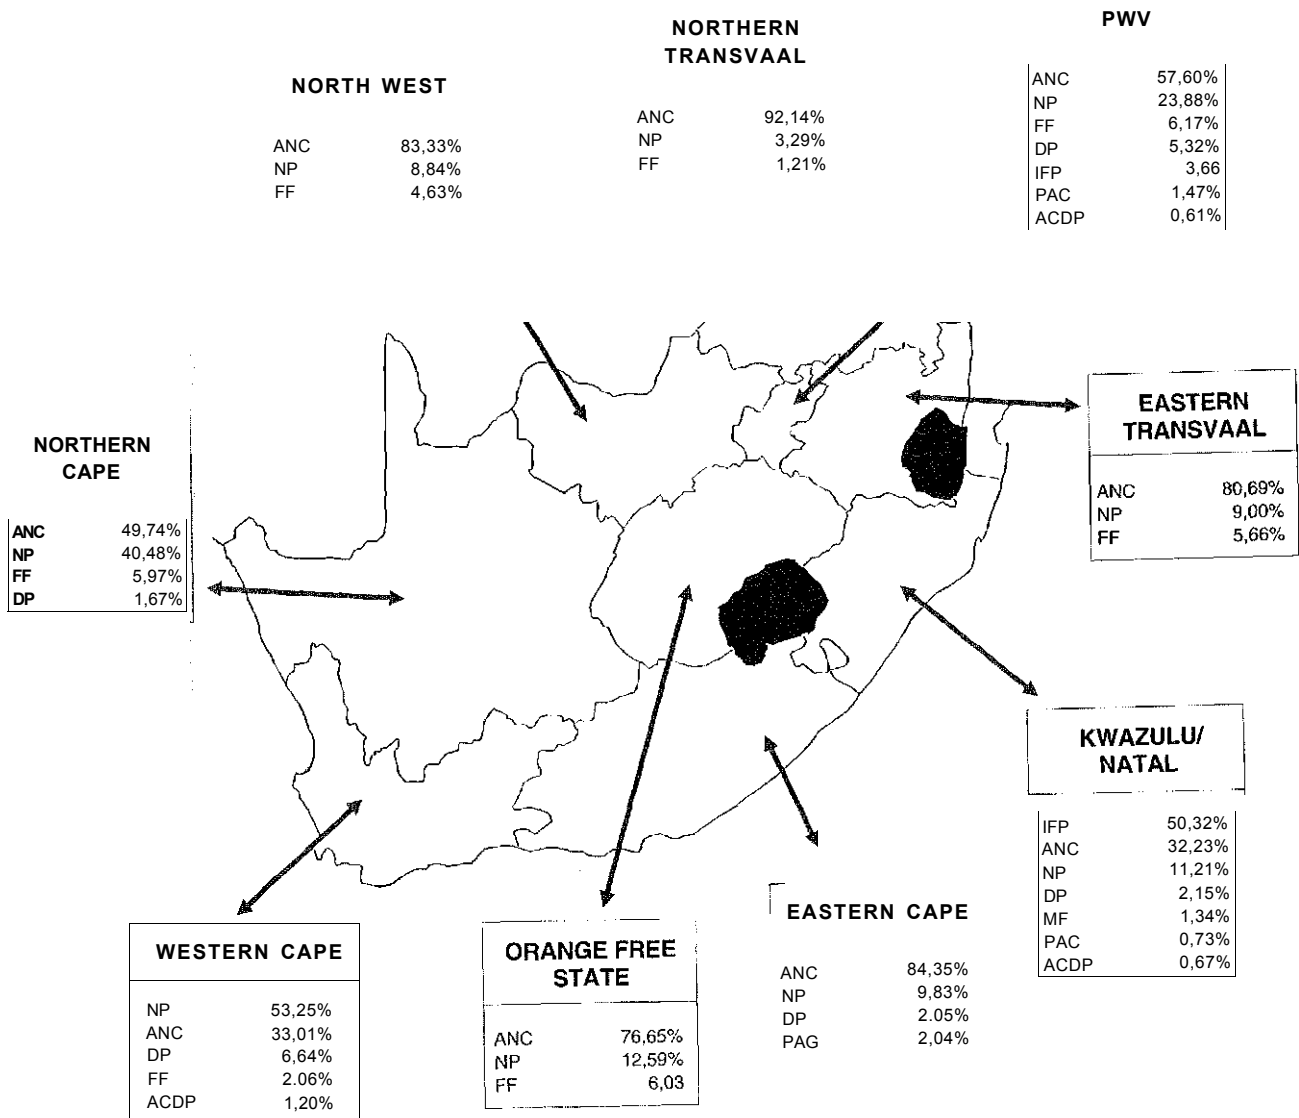 NORTH WEST
ANC 83,33%
NP 8,84%
FF 4,63%
NORTHERN
TRANSVAAL
ANC 92,14%
NP 3,29%
FF 1,21%
PWV
ANC 57,60%
NP 23,88%
FF 6,17%
DP 5,32%
IFP 3,66
PAC 1,47%
ACDP 0,61%
NORTHERN
CAPE
ANC 49,74%
NP 40,48%
FF 5,97%
DP 1,67%
EASTERN
TRANSVAAL
ANC 80,69%
NP 9,00%
FF 5,66%
KWAZULU/
NATAL
IFP 50,32%
ANC 32,23%
NP 11,21%
DP 2,15%
MF 1,34%
PAC 0,73%
ACDP 0,67%
WESTERN CAPE
NP 53,25%
ANC 33,01%
DP 6,64%
FF 2.06%
ACDP 1,20%
ORANGE FREE
STATE
ANC 76,65%
NP 12,59%
FF 6,03
EASTERN CAPE
ANC 84,35%
NP 9,83%
DP 2.05%
PAG 2,04%